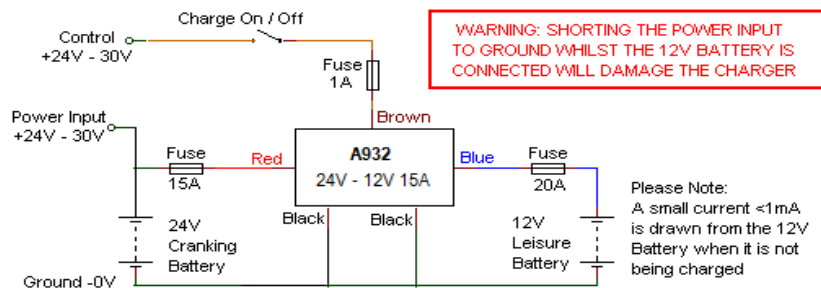 Charge On / Off
Control
+24V - 30V
Fuse
1A
WARNING: SHORTING THE POWER INPUT
TO GROUND WHILST THE 12V BATTERY IS
CONNECTED WILL DAMAGE THE CHARGER
Brown
Power Input
+24V - 30V
Fuse
15A
Red
A932
24V - 12V 15A
Blue
Fuse
20A
Black
Black
24V
Cranking
Battery
12V
Leisure
Battery
Please Note:
A small current <1mA
is drawn from the 12V
Battery when it is not
being charged
Ground -0V